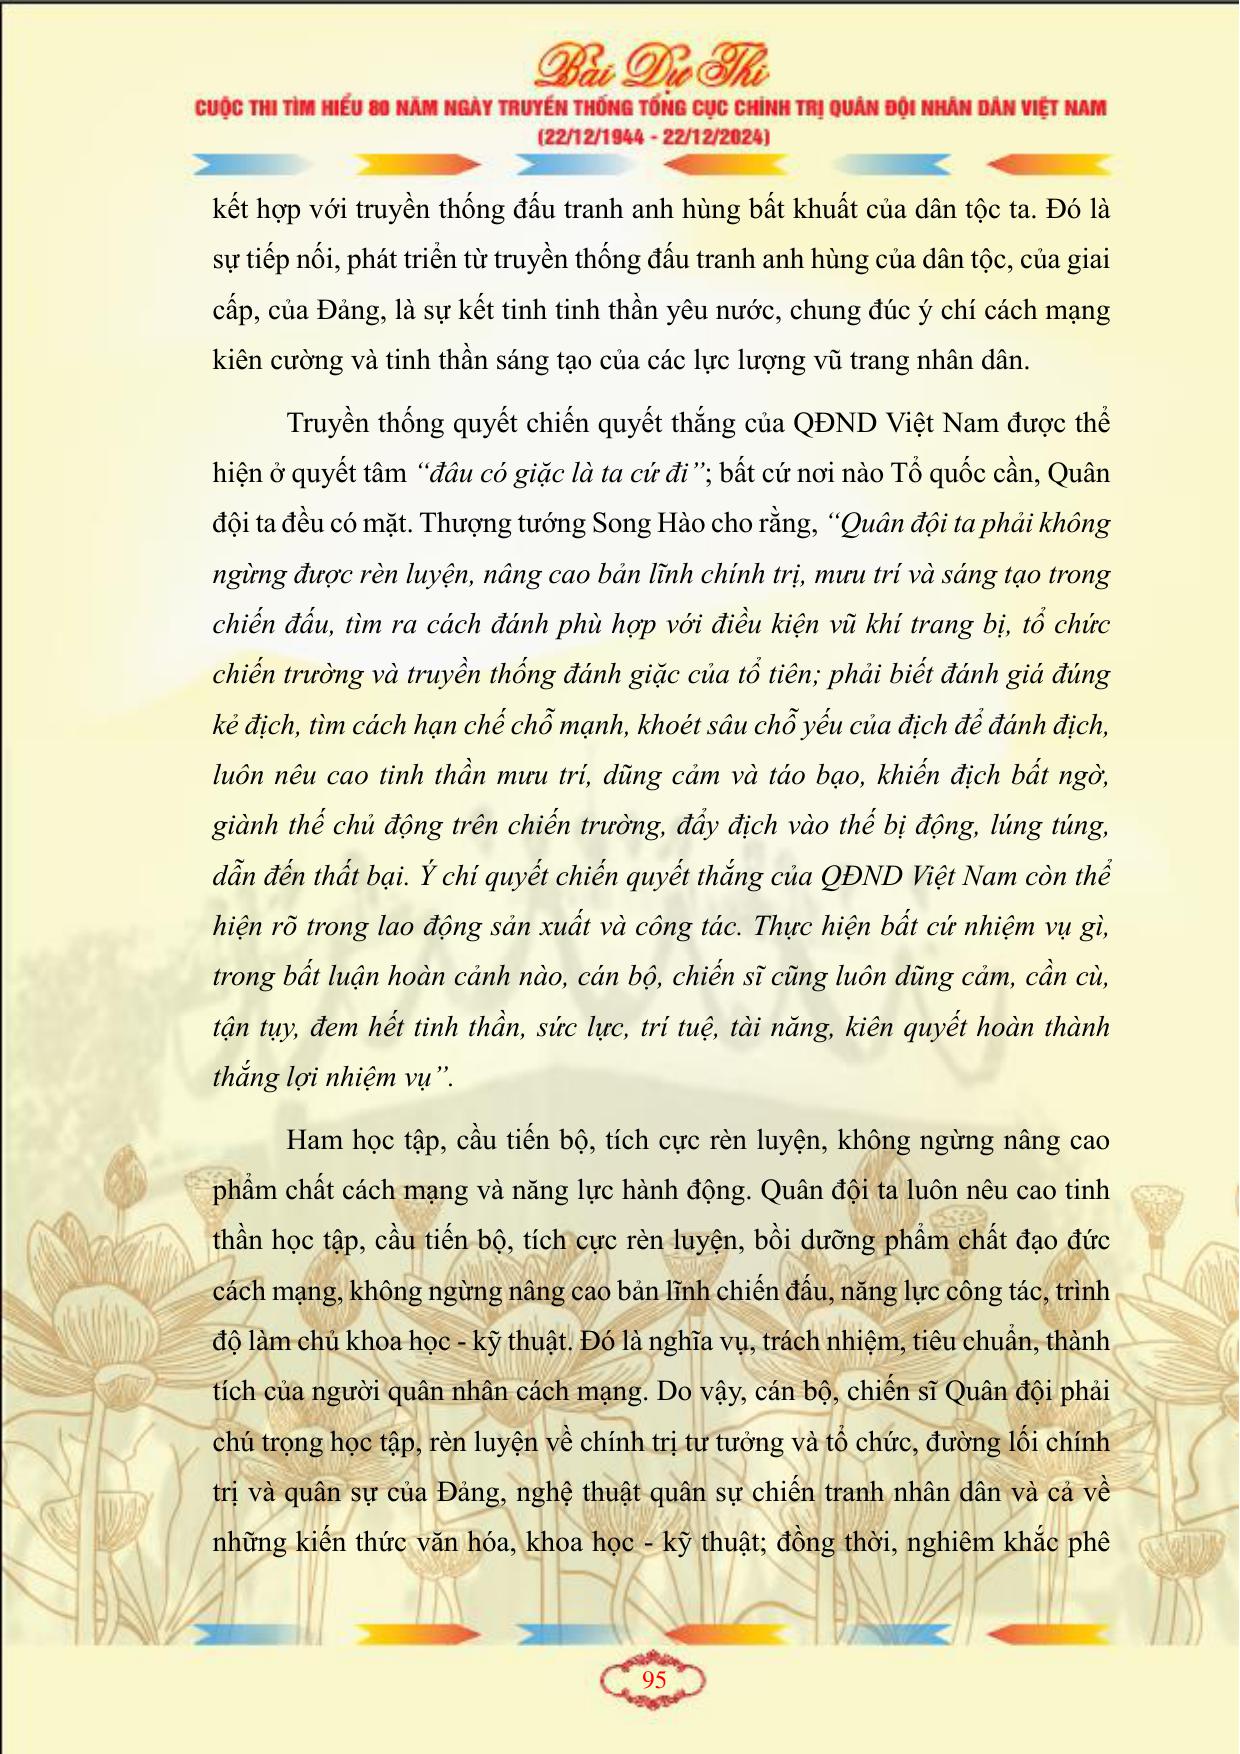 Bài Dự Thi
CUỘC THI TÌM HIỂU 80 NĂM NGÀY TRUYỀN THỐNG TỔNG CỤC CHÍNH TRỊ QUÂN ĐỘI NHÂN DÂN VIỆT NAM
(22/12/1944 - 22/12/2024)
kết hợp với truyền thống đấu tranh anh hùng bất khuất của dân tộc ta. Đó là
sự tiếp nối, phát triển từ truyền thống đấu tranh anh hùng của dân tộc, của giai
cấp, của Đảng, là sự kết tinh tinh thần yêu nước, chung đúc ý chí cách mạng
kiên cường và tinh thần sáng tạo của các lực lượng vũ trang nhân dân.
Truyền thống quyết chiến quyết thắng của QĐND Việt Nam được thể
hiện ở quyết tâm “đâu có giặc là ta cứ đi”; bất cứ nơi nào Tổ quốc cần, Quân
đội ta đều có mặt. Thượng tướng Song Hào cho rằng, “Quân đội ta phải không
ngừng được rèn luyện, nâng cao bản lĩnh chính trị, mưu trí và sáng tạo trong
chiến đấu, tìm ra cách đánh phù hợp với điều kiện vũ khí trang bị, tổ chức
chiến trường và truyền thống đánh giặc của tổ tiên; phải biết đánh giá đúng
kẻ địch, tìm cách hạn chế chỗ mạnh, khoét sâu chỗ yếu của địch để đánh địch,
luôn nêu cao tinh thần mưu trí, dũng cảm và táo bạo, khiến địch bất ngờ,
giành thế chủ động trên chiến trường, đẩy địch vào thế bị động, lúng túng,
dẫn đến thất bại. Ý chí quyết chiến quyết thắng của QĐND Việt Nam còn thể
hiện rõ trong lao động sản xuất và công tác. Thực hiện bất cứ nhiệm vụ gì,
trong bất luận hoàn cảnh nào, cán bộ, chiến sĩ cũng luôn dũng cảm, cần cù,
tận tụy, đem hết tinh thần, sức lực, trí tuệ, tài năng, kiên quyết hoàn thành
thắng lợi nhiệm vụ”.
Ham học tập, cầu tiến bộ, tích cực rèn luyện, không ngừng nâng cao
phẩm chất cách mạng và năng lực hành động. Quân đội ta luôn nêu cao tinh
thần học tập, cầu tiến bộ, tích cực rèn luyện, bồi dưỡng phẩm chất đạo đức
cách mạng, không ngừng nâng cao bản lĩnh chiến đấu, năng lực công tác, trình
độ làm chủ khoa học - kỹ thuật. Đó là nghĩa vụ, trách nhiệm, tiêu chuẩn, thành
tích của người quân nhân cách mạng. Do vậy, cán bộ, chiến sĩ Quân đội phải
chú trọng học tập, rèn luyện về chính trị tư tưởng và tổ chức, đường lối chính
trị và quân sự của Đảng, nghệ thuật quân sự chiến tranh nhân dân và cả về
những kiến thức văn hóa, khoa học - kỹ thuật; đồng thời, nghiêm khắc phê
95